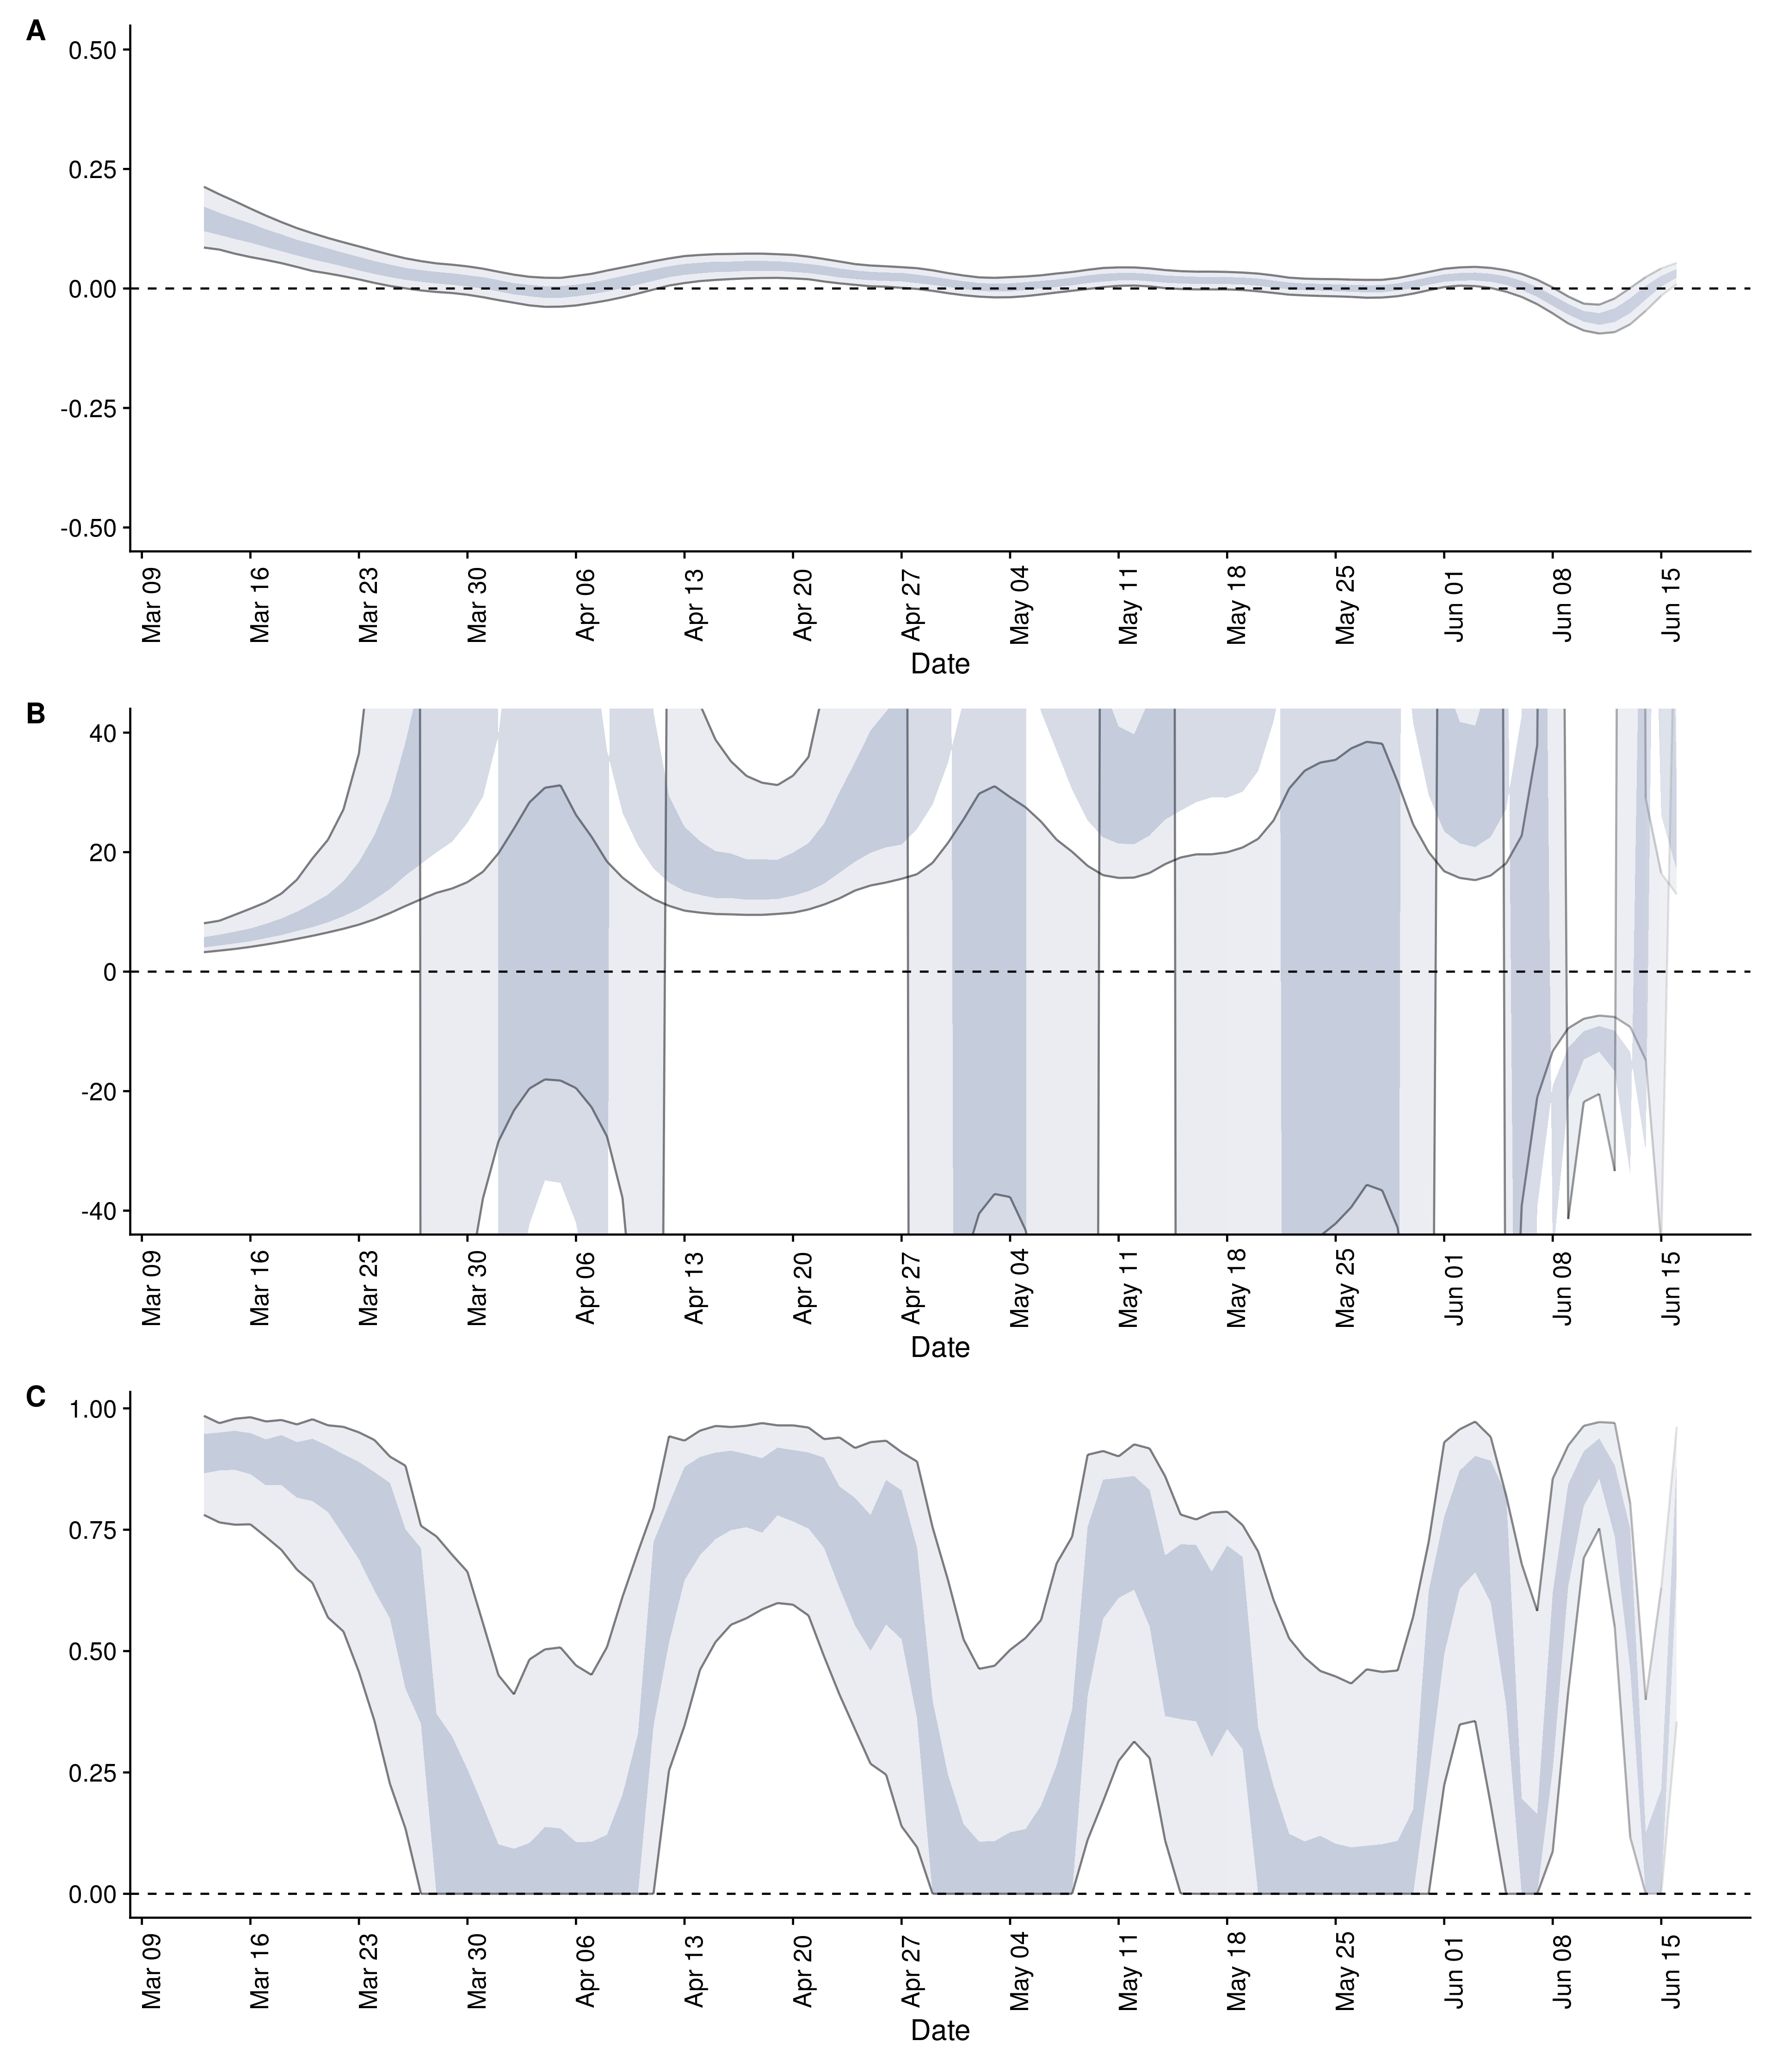 A
0.50
0.25
0.00
-0.25
-0.50
Mar 09
Mar 16
Mar 23
Mar 30
Apr 06
Apr 13
Apr 20
Apr 27
May 04
May 11
May 18
May 25
Jun 01
Jun 08
Jun 15
Date
B
40
20
0
-20
-40
Mar 09
Mar 16
Mar 23
Mar 30
Apr 06
Apr 13
Apr 20
Apr 27
May 04
May 11
May 18
May 25
Jun 01
Jun 08
Jun 15
Date
C
1.00
0.75
0.50
0.25
0.00
Mar 09
Mar 16
Mar 23
Mar 30
Apr 06
Apr 13
Apr 20
Apr 27
May 04
May 11
May 18
May 25
Jun 01
Jun 08
Jun 15
Date